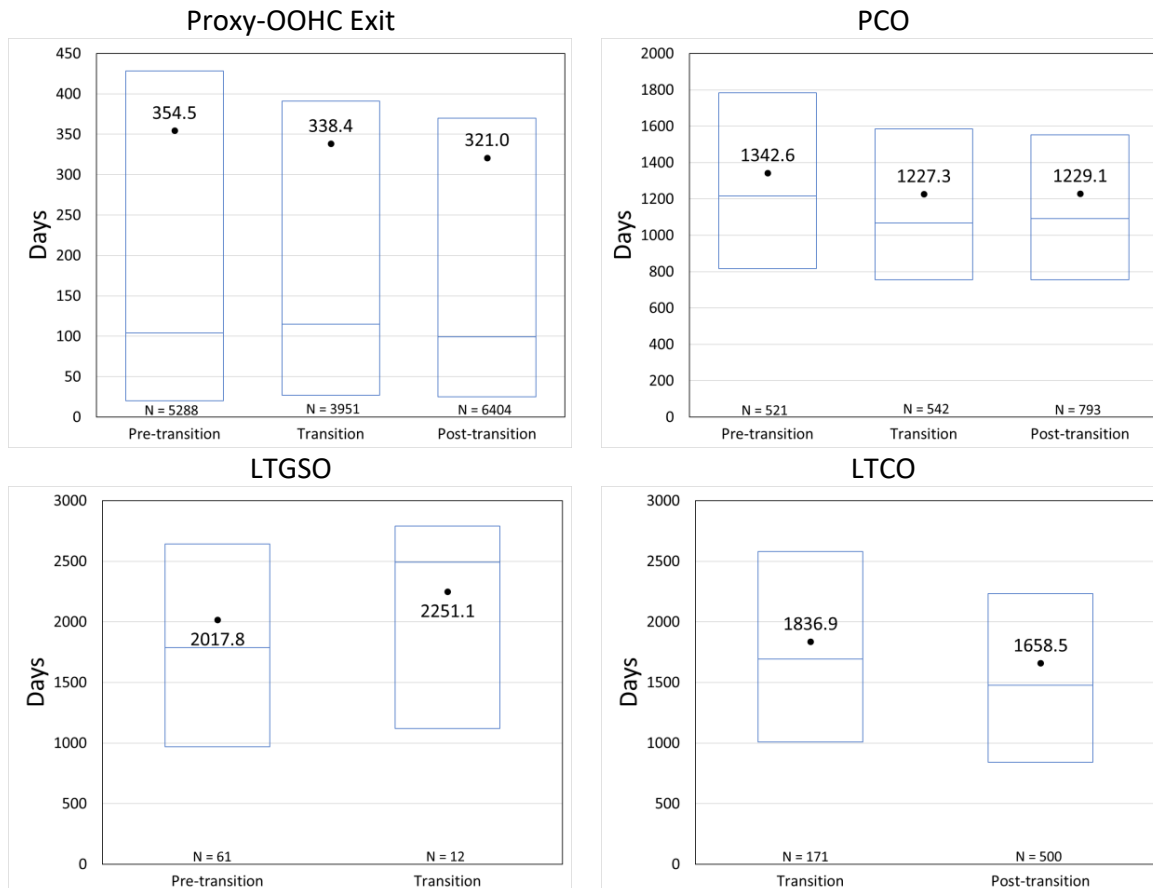 Proxy-OOHC Exit
450
400
350
300
250
200
150
100
50
0
Days
354.5
338.4
321.0
N = 5288
N = 3951
N = 6404
Pre-transition
Transition
Post-transition
PCO
2000
1800
1600
1400
1200
1000
800
600
400
200
0
Days
1342.6
1227.3
1229.1
N = 521
N = 542
N = 793
Pre-transition
Transition
Post-transition
LTGSO
3000
2500
2000
1500
1000
500
0
Days
2017.8
2251.1
N = 61
N = 12
Pre-transition
Transition
LTCO
3000
2500
2000
1500
1000
500
0
Days
1836.9
1658.5
N = 171
N = 500
Transition
Post-transition